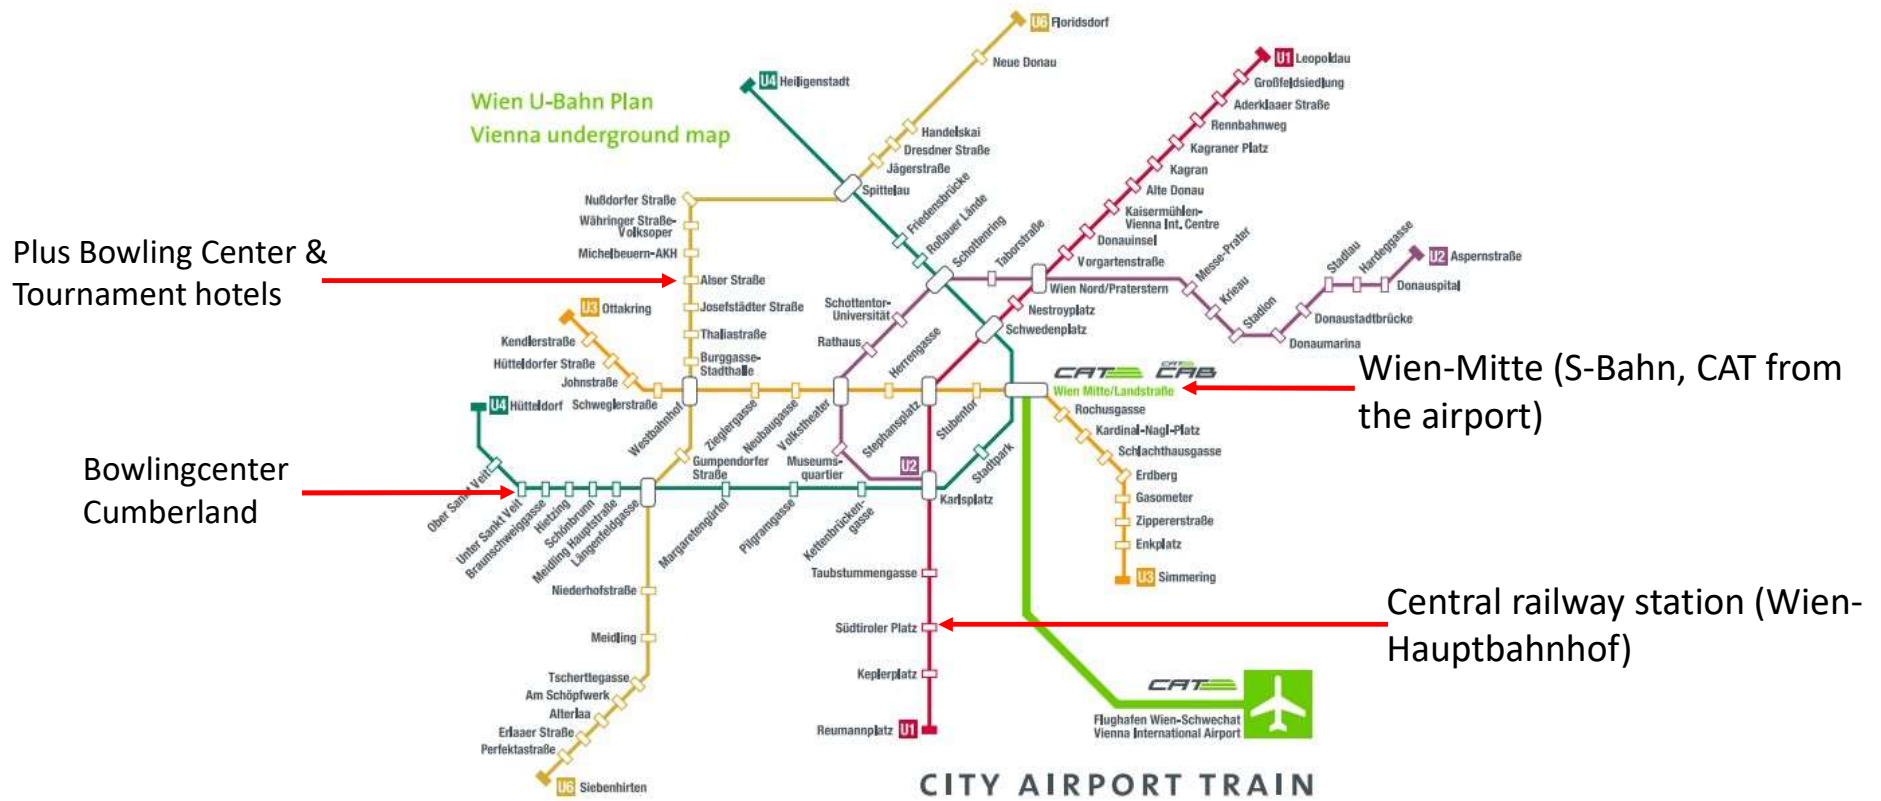 Wien U-Bahn Plan
Vienna underground map
Plus Bowling Center &
Tournament hotels
Bowlingcenter
Cumberland
Wien-Mitte (S-Bahn, CAT from
the airport)
Central railway station (Wien-
Hauptbahnhof)
U6 Floridsdorf
Neue Donau
Handelskai
Dresdner Straße
Jägerstraße
Spittelau
Nußdorfer Straße
Währinger Straße-
Volksoper
Michelbeuern-AKH
Alser Straße
Josefstädter Straße
Thaliastraße
Burggasse-
Stadthalle
Westbahnhof
Gumpendorfer
Straße
Längenfeldgasse
Niederhofstraße
Meidling
Tscherttegasse
Am Schöpfwerk
Alterlaa
Erlaaer Straße
Perfektastraße
U6 Siebenhirten
U4 Heiligenstadt
Friedensbrücke
Roßauer Lände
Schottenring
Schwedenplatz
CAT
CAT
CAB
Wien Mitte/Landstraße
Stadtpark
Karlsplatz
Kettenbrücken-
gasse
Pilgramgasse
Margaretengürtel
Meidling Hauptstraße
Schönbrunn
Hietzing
Braunschweiggasse
Unter Sankt Veit
Ober Sankt Veit
U4 Hütteldorf
U1 Leopoldau
Großfeldsiedlung
Aderklaaer Straße
Rennbahnweg
Kagraner Platz
Kagran
Alte Donau
Kaisermühlen-
Vienna Int. Centre
Donauinsel
Vorgartenstraße
Wien Nord/Praterstern
Nestroyplatz
Stephansplatz
Taubstummengasse
Südtiroler Platz
Keplerplatz
Reumannplatz U1
U2 Aspernstraße
Donauspital
Hardeggasse
Stadlau
Donaustadtbrücke
Donaumarina
Stadion
Krieau
Messe-Prater
Taborstraße
Schottentor-
Universität
Rathaus
Volkstheater
Museums-
quartier
U2
U3 Ottakring
Kendlerstraße
Hütteldorfer Straße
Johnstraße
Schweglerstraße
Zieglergasse
Neubaugasse
Herrengasse
Stubentor
Rochusgasse
Kardinal-Nagl-Platz
Schlachthausgasse
Erdberg
Gasometer
Zippererstraße
Enkplatz
U3 Simmering
CAT
Flughafen Wien-Schwechat
Vienna International Airport
CITY AIRPORT TRAIN